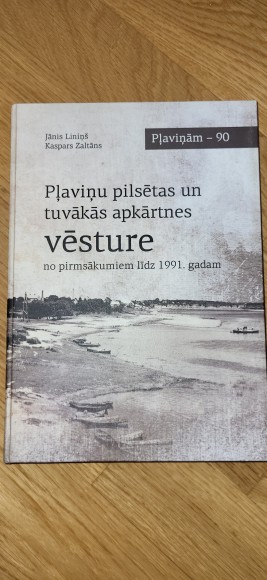 Jānis Liniņš
Kaspars Zaltāns
Pļaviņām – 90
Pļaviņu pilsētas un
tuvākās apkārtnes
vēsture
no pirmsākumiem līdz 1991. gadam